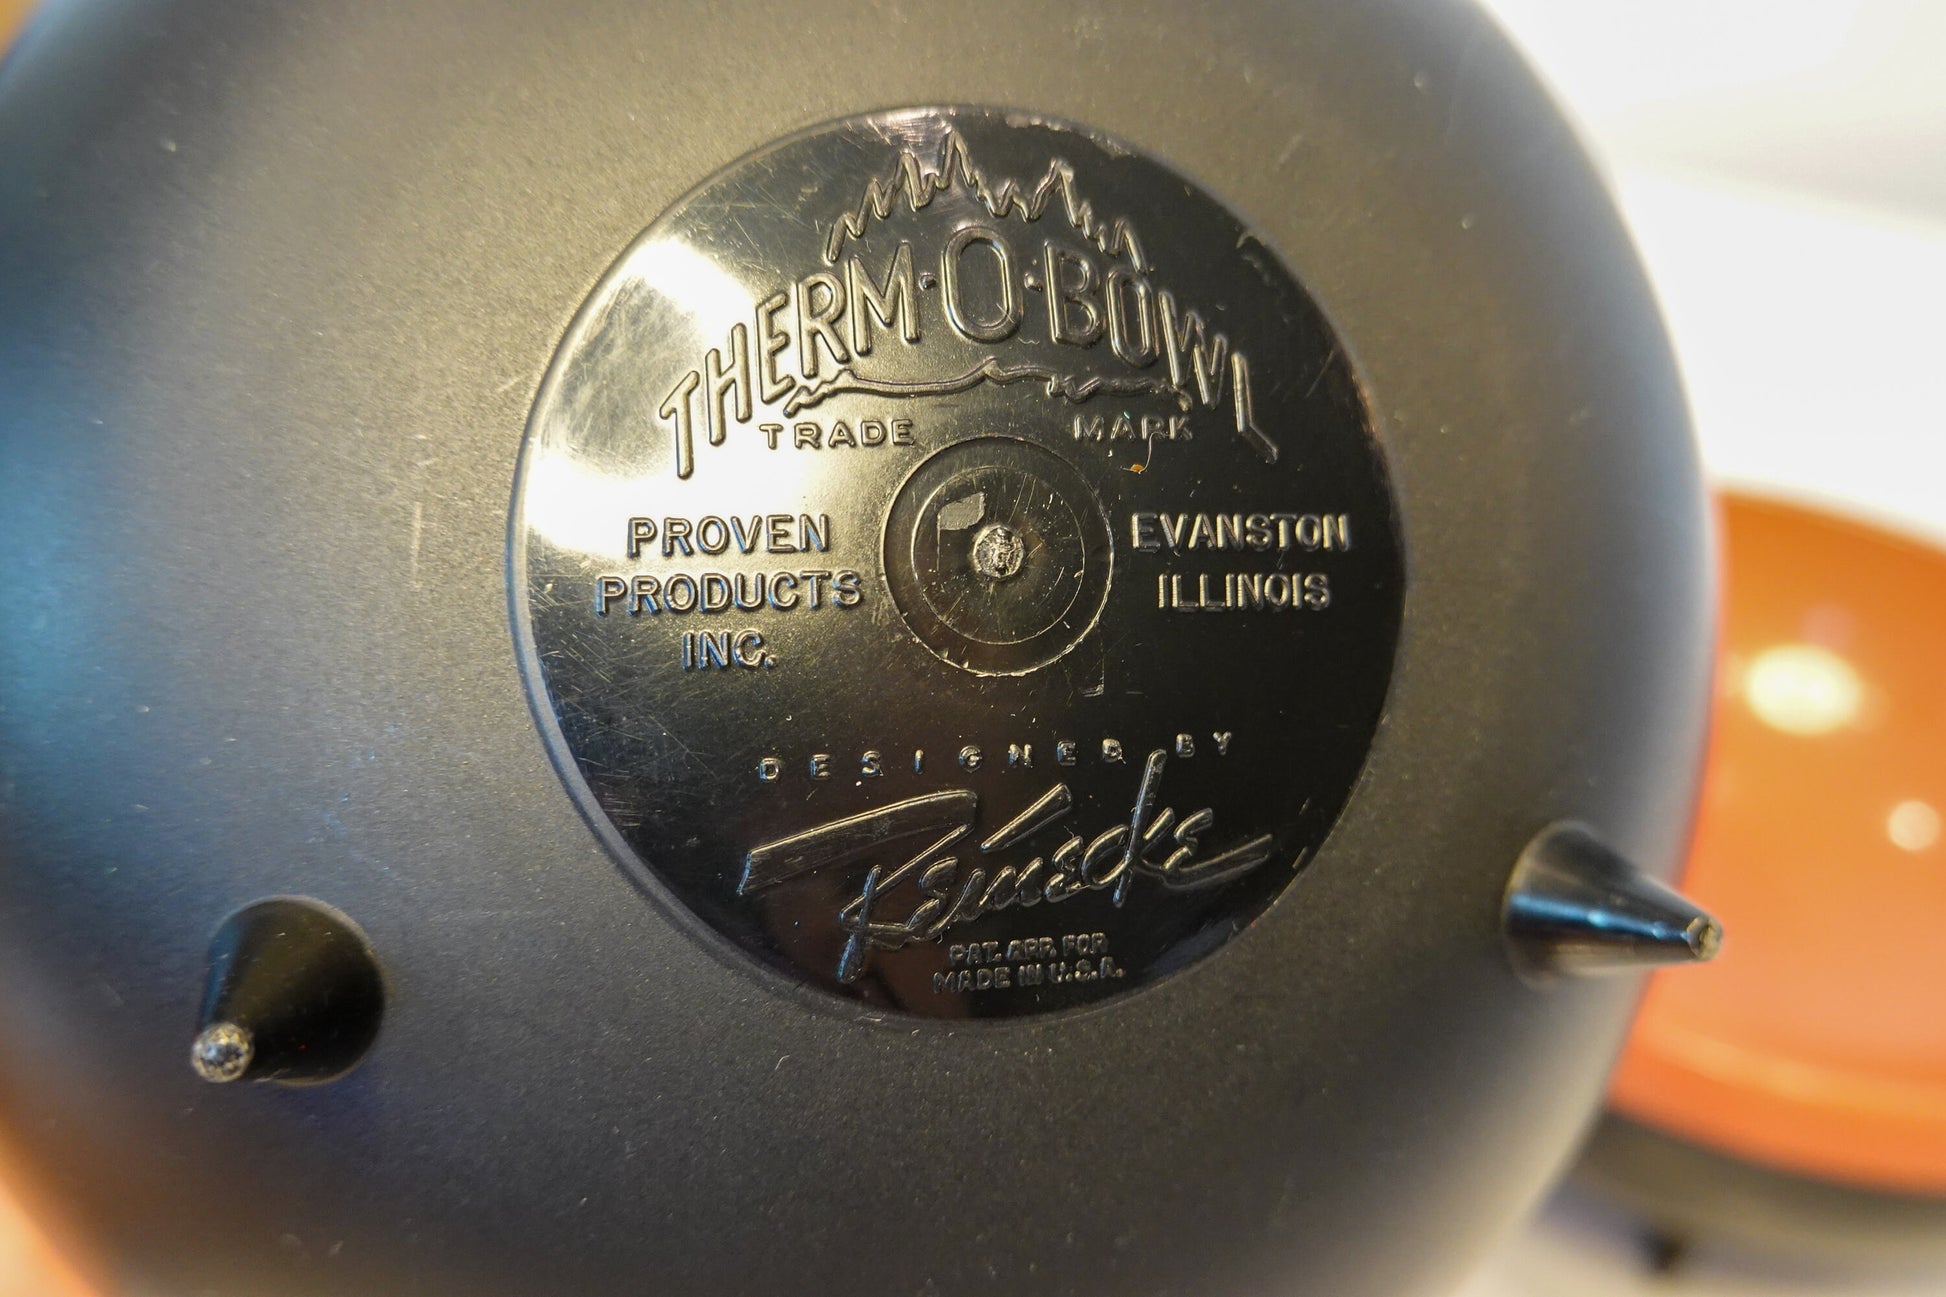 THERM·O·BOWL
TRADE MARK
PROVEN
PRODUCTS
INC.
EVANSTON
ILLINOIS
DESIGNED BY
Reinecke
PAT. APP. FOR
MADE IN U.S.A.